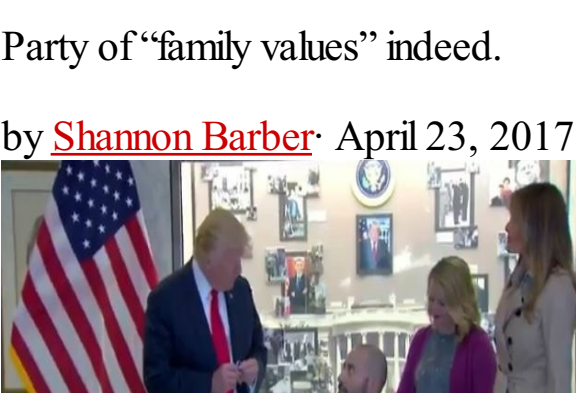 Party of “family values” indeed.
by Shannon Barber· April 23, 2017